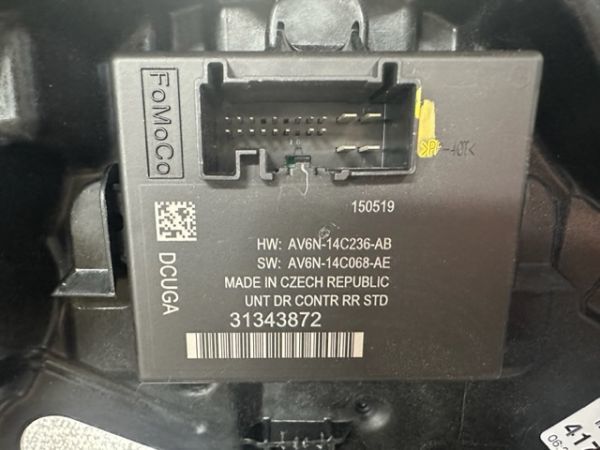 FoMoCo
150519
HW: AV6N-14C236-AB
SW: AV6N-14C068-AE
MADE IN CZECH REPUBLIC
UNT DR CONTR RR STD
31343872
DCUGA
417